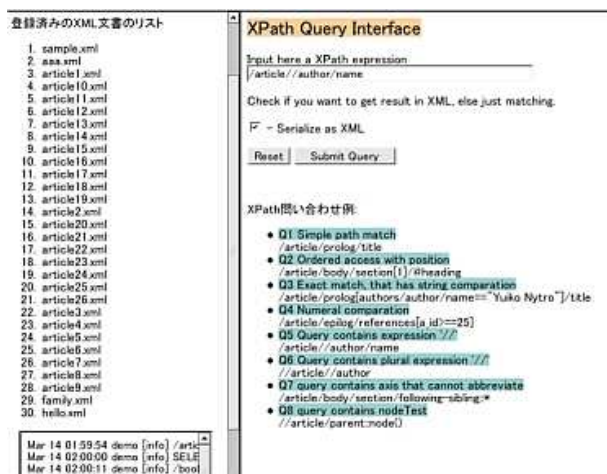 登録済みのXML文書のリスト
1. sample.xml
2. aaa.xml
3. article1.xml
4. article10.xml
5. article11.xml
6. article12.xml
7. article13.xml
8. article14.xml
9. article15.xml
10. article16.xml
11. article17.xml
12. article18.xml
13. article19.xml
14. article2.xml
15. article20.xml
16. article21.xml
17. article22.xml
18. article23.xml
19. article24.xml
20. article25.xml
21. article26.xml
22. article3.xml
23. article4.xml
24. article5.xml
25. article6.xml
26. article7.xml
27. article8.xml
28. article9.xml
29. family.xml
30. hello.xml
Mar 14 01:59:54 demo [info] /artic
Mar 14 02:00:00 demo [info] SELE
Mar 14 02:00:11 demo [info] /bool
XPath Query Interface
Input here a XPath expression
/article//author/name
Check if you want to get result in XML, else just matching.
- Serialize as XML
Reset Submit Query
XPath問い合わせ例:
Q1 Simple path match
/article/prolog/title
Q2 Ordered access with position
/article/body/section[1]/@heading
Q3 Exact match, that has string comparation
/article/prolog[authors/author/name=="Yuiko Nytro"]/title
Q4 Numeral comparation
/article/epilog/references[a_id>==25]
Q5 Query contains expression '//'
/article//author/name
Q6 Query contains plural expression '//'
//article//author
Q7 query contains axis that cannot abbreviate
/article/body/section/following-sibling:*
Q8 query contains nodeTest
//article/parent::node()